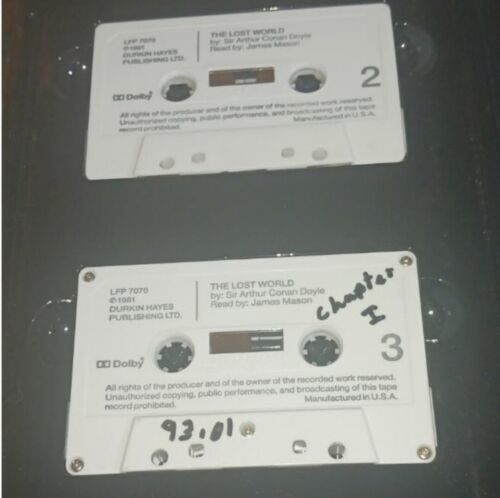 LFP 7070
℗1981
DURKIN HAYES
PUBLISHING LTD.
THE LOST WORLD
by: Sir Arthur Conan Doyle
Read by: James Mason
2
Dolby
All rights of the producer and of the owner of the recorded work reserved.
Unauthorized copying, public performance, and broadcasting of this tape
record prohibited. Manufactured in U.S.A.
LFP 7070
℗1981
DURKIN HAYES
PUBLISHING LTD.
THE LOST WORLD
by: Sir Arthur Conan Doyle
Read by: James Mason
Chapter
I
3
Dolby
All rights of the producer and of the owner of the recorded work reserved.
Unauthorized copying, public performance, and broadcasting of this tape
record prohibited. Manufactured in U.S.A.
93.01